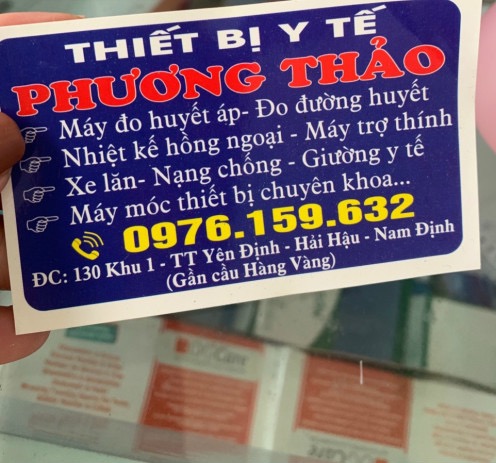 THIẾT BỊ Y TẾ
PHƯƠNG THẢO
Máy đo huyết áp- Đo đường huyết
Nhiệt kế hồng ngoại - Máy trợ thính
Xe lăn- Nạng chống - Giường y tế
Máy móc thiết bị chuyên khoa...
0976.159.632
ĐC: 130 Khu 1 - TT Yên Định - Hải Hậu - Nam Định
(Gần cầu Hàng Vàng)